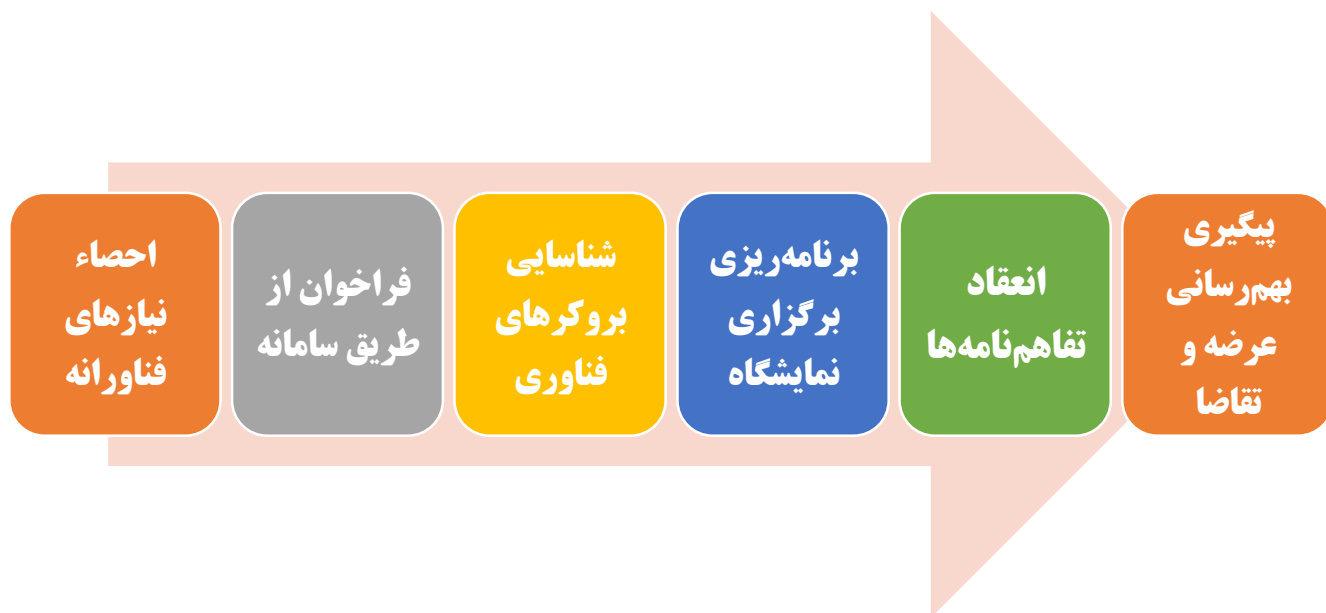 احصاء
نیازهای
فناورانه
فراخوان از
طریق سامانه
شناسایی
بروکرهای
فناوری
برنامه‌ریزی
برگزاری
نمایشگاه
انعقاد
تفاهم‌نامه‌ها
پیگیری
بهم‌رسانی
عرضه و
تقاضا